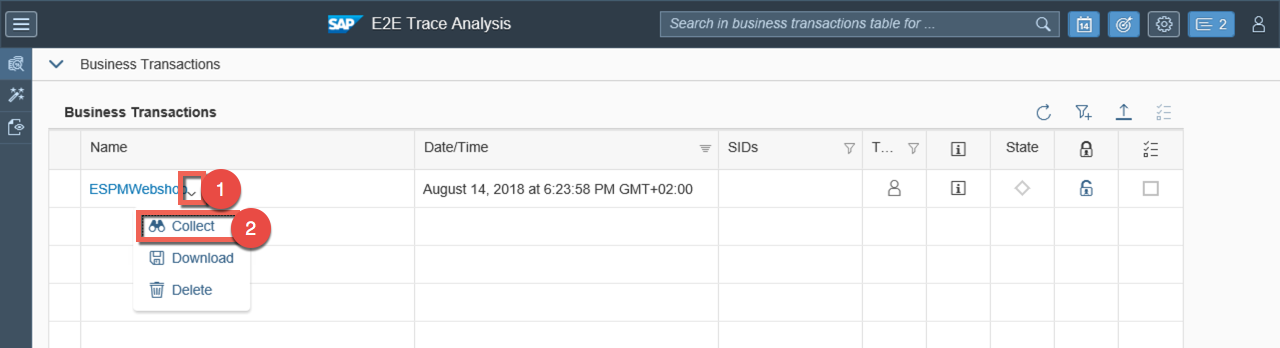 SAP E2E Trace Analysis Search in business transactions table for ... 14 2
Business Transactions
Business Transactions
Name Date/Time SIDs T... State
ESPMWebshop 1 August 14, 2018 at 6:23:58 PM GMT+02:00
Collect 2
Download
Delete